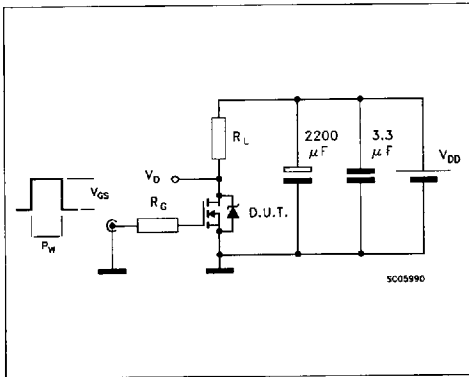 R_L
2200
µF
3.3
µF
V_DD
V_D
V_GS
R_G
D.U.T.
P_W
SC05990